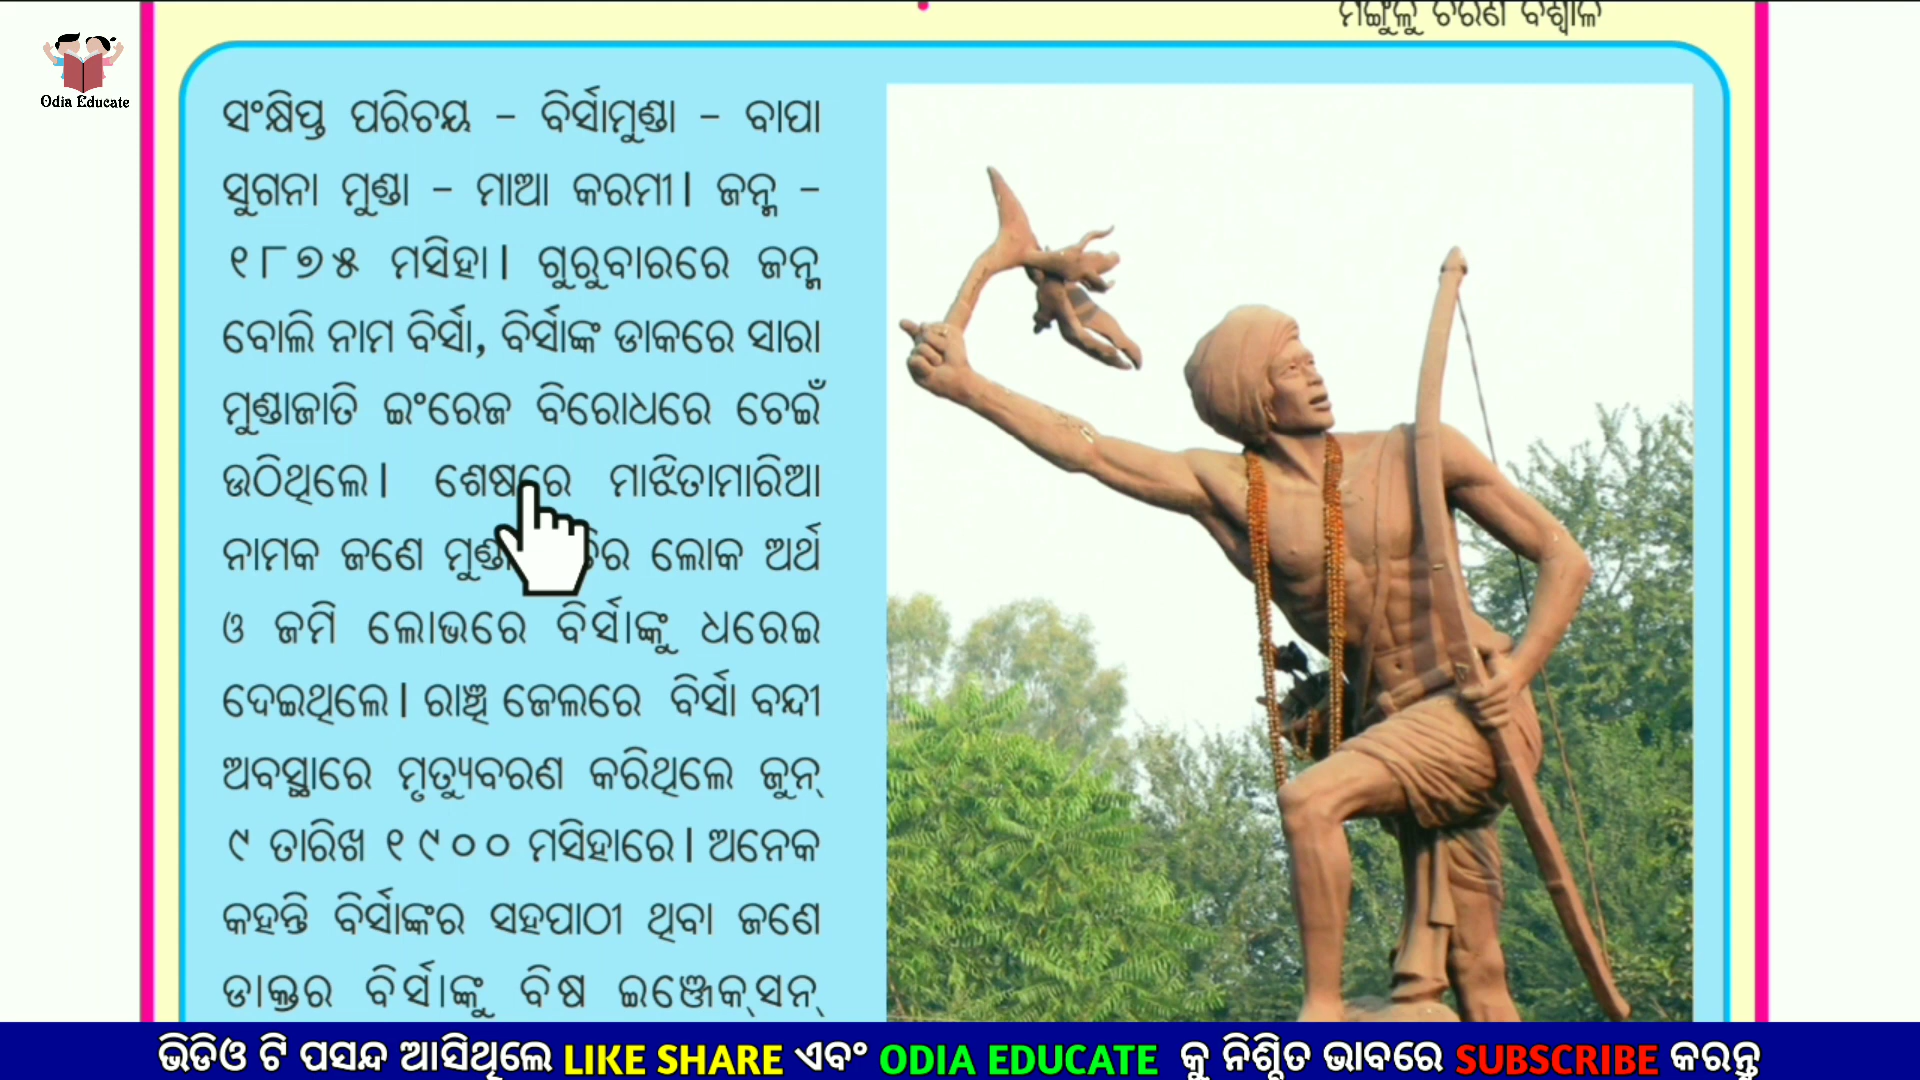 ମଙ୍ଗୁଳୁ ଚରଣ ବିଶ୍ୱାଳ
Odia Educate
ସଂକ୍ଷିପ୍ତ ପରିଚୟ – ବିର୍ସାମୁଣ୍ଡା – ବାପା
ସୁଗନା ମୁଣ୍ଡା – ମାଆ କରମୀ। ଜନ୍ମ –
୧୮୭୫ ମସିହା। ଗୁରୁବାରରେ ଜନ୍ମ
ବୋଲି ନାମ ବିର୍ସା, ବିର୍ସାଙ୍କ ଡାକରେ ସାରା
ମୁଣ୍ଡାଜାତି ଇଂରେଜ ବିରୋଧରେ ଚେଇଁ
ଉଠିଥିଲେ। ଶେଷରେ ମାଝିତାମାରିଆ
ନାମକ ଜଣେ ଲୋକ ଅର୍ଥ
ଓ ଜମି ଲୋଭରେ ବିର୍ସାଙ୍କୁ ଧରେଇ
ଦେଇଥିଲେ। ରାଞ୍ଚି ଜେଲରେ ବିର୍ସା ବନ୍ଦୀ
ଅବସ୍ଥାରେ ମୃତ୍ୟୁବରଣ କରିଥିଲେ ଜୁନ୍
୯ ତାରିଖ ୧୯୦୦ ମସିହାରେ। ଅନେକ
କହନ୍ତି ବିର୍ସାଙ୍କର ସହପାଠୀ ଥିବା ଜଣେ
ଡାକ୍ତର ବିର୍ସାଙ୍କୁ ବିଷ ଇଞ୍ଜେକ୍‌ସନ୍
ଭିଡିଓ ଟି ପସନ୍ଦ ଆସିଥିଲେ LIKE SHARE ଏବଂ ODIA EDUCATE କୁ ନିଶ୍ଚିତ ଭାବରେ SUBSCRIBE କରନ୍ତୁ